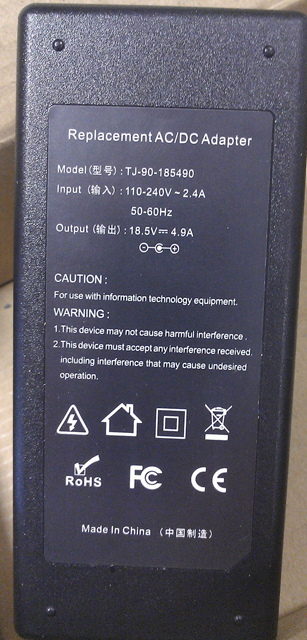 Replacement AC/DC Adapter
Model(型号) : TJ-90-185490
Input (输入) : 110-240V ~ 2.4A
50-60Hz
Output (输出) : 18.5V⎓ 4.9A
CAUTION :
For use with information technology equipment.
WARNING :
1.This device may not cause harmful interference .
2.This device must accept any interference received.
including interference that may cause undesired
operation.
RoHS FC CE
Made In China （中国制造）